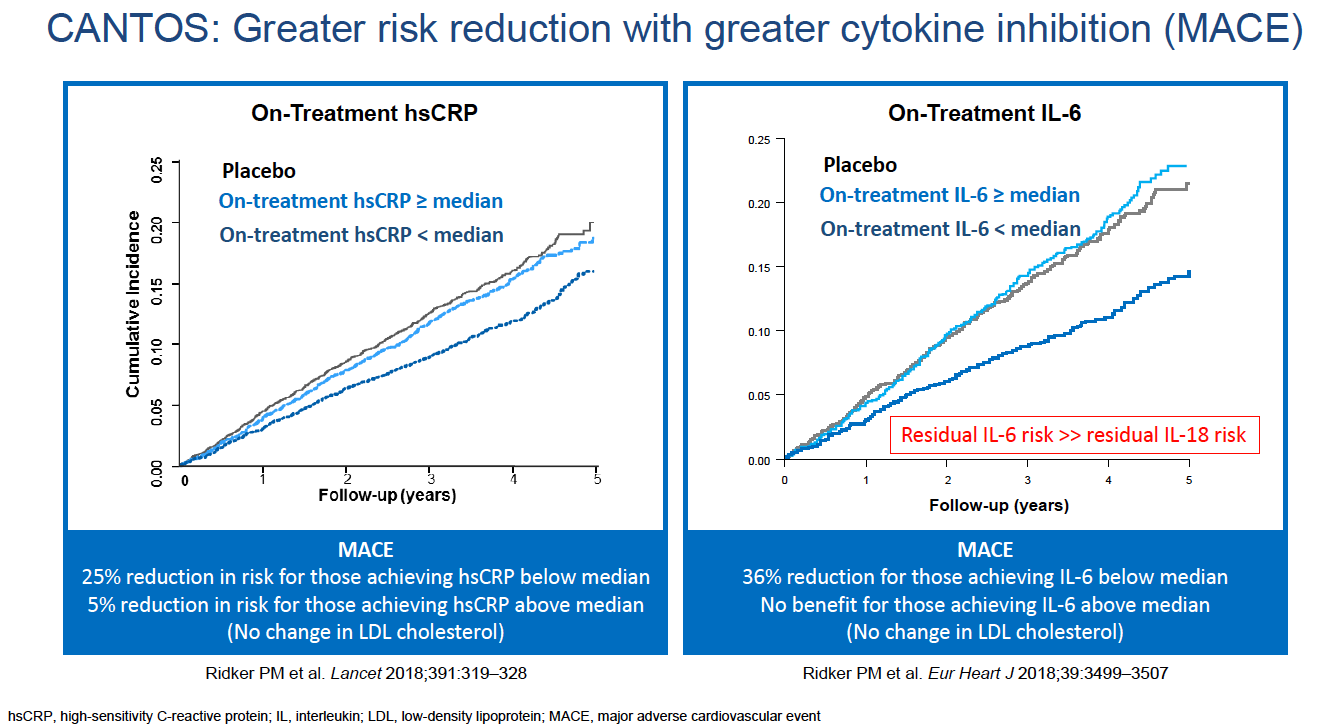 CANTOS: Greater risk reduction with greater cytokine inhibition (MACE)
On-Treatment hsCRP
Placebo
On-treatment hsCRP ≥ median
On-treatment hsCRP < median
Cumulative Incidence
0.25
0.20
0.15
0.10
0.05
0.00
0 1 2 3 4 5
Follow-up (years)
MACE
25% reduction in risk for those achieving hsCRP below median
5% reduction in risk for those achieving hsCRP above median
(No change in LDL cholesterol)
Ridker PM et al. Lancet 2018;391:319–328
On-Treatment IL-6
Placebo
On-treatment IL-6 ≥ median
On-treatment IL-6 < median
0.25
0.20
0.15
0.10
0.05
0.00
Residual IL-6 risk >> residual IL-18 risk
0 1 2 3 4 5
Follow-up (years)
MACE
36% reduction for those achieving IL-6 below median
No benefit for those achieving IL-6 above median
(No change in LDL cholesterol)
Ridker PM et al. Eur Heart J 2018;39:3499–3507
hsCRP, high-sensitivity C-reactive protein; IL, interleukin; LDL, low-density lipoprotein; MACE, major adverse cardiovascular event